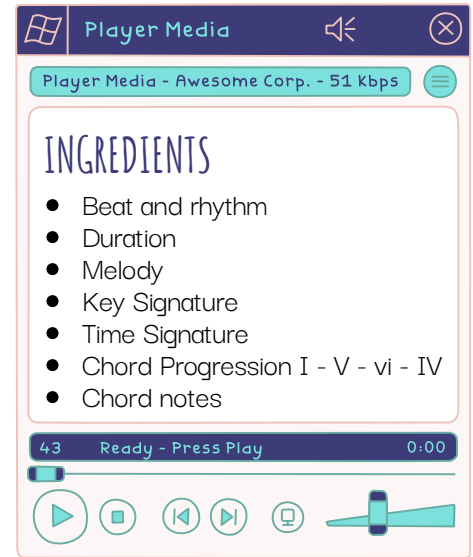 Player Media
Player Media - Awesome Corp. - 51 Kbps
INGREDIENTS
• Beat and rhythm
• Duration
• Melody
• Key Signature
• Time Signature
• Chord Progression I - V - vi - IV
• Chord notes
43 Ready - Press Play 0:00